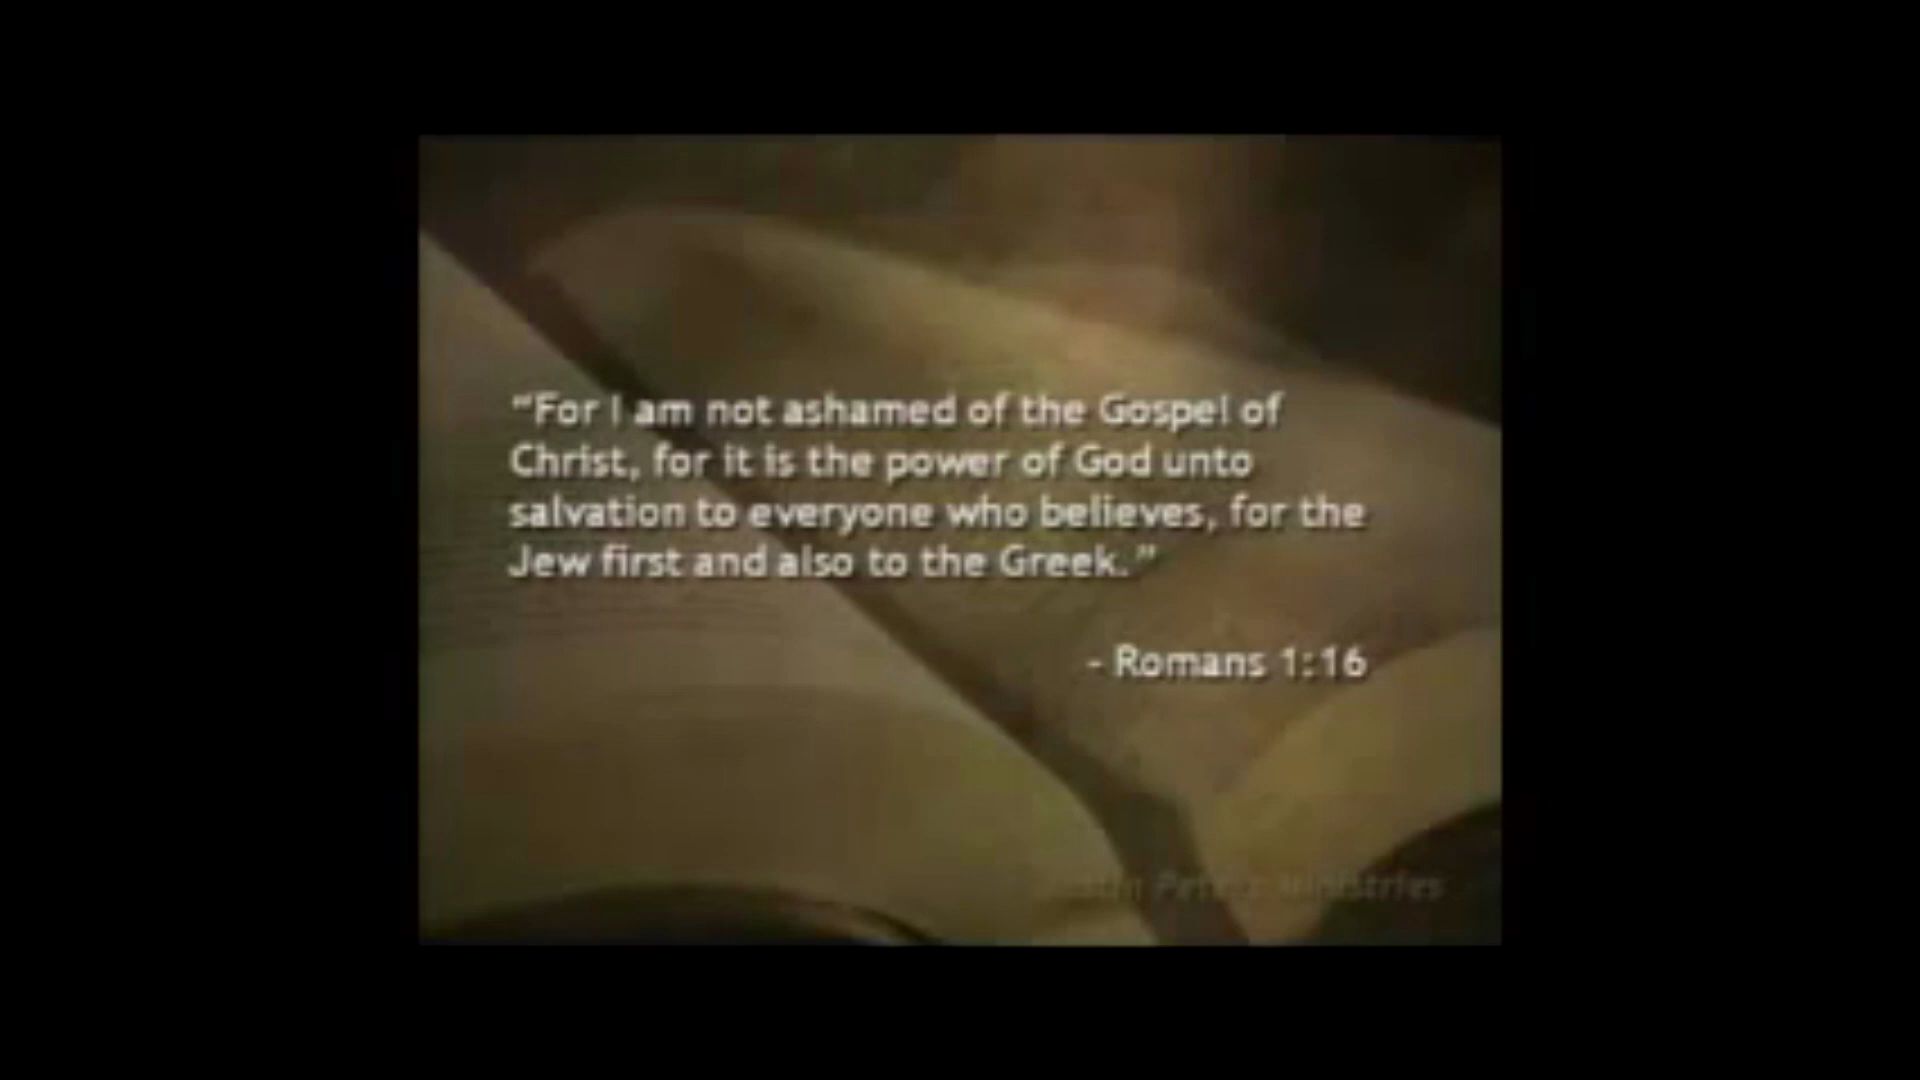 “For I am not ashamed of the Gospel of
Christ, for it is the power of God unto
salvation to everyone who believes, for the
Jew first and also to the Greek.”
- Romans 1:16
Ministries